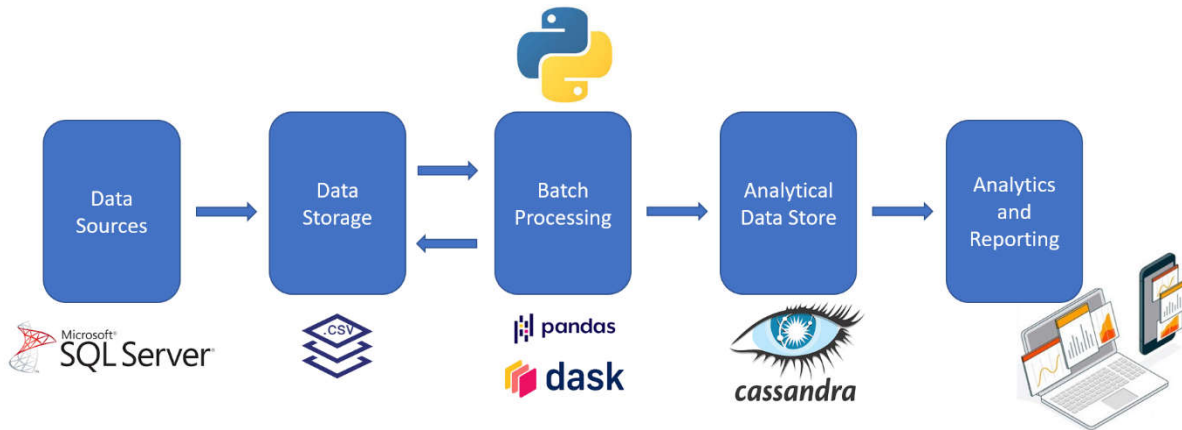 Data
Sources
Data
Storage
Batch
Processing
Analytical
Data Store
Analytics
and
Reporting
Microsoft®
SQL Server®
.CSV
pandas
dask
cassandra